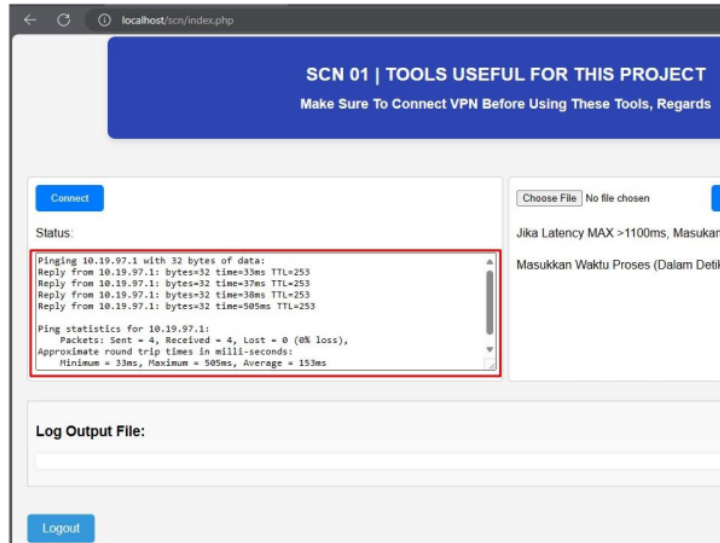 localhost/scn/index.php
SCN 01 | TOOLS USEFUL FOR THIS PROJECT
Make Sure To Connect VPN Before Using These Tools, Regards
Connect
Status:
Pinging 10.19.97.1 with 32 bytes of data:
Reply from 10.19.97.1: bytes=32 time=33ms TTL=253
Reply from 10.19.97.1: bytes=32 time=37ms TTL=253
Reply from 10.19.97.1: bytes=32 time=38ms TTL=253
Reply from 10.19.97.1: bytes=32 time=505ms TTL=253
Ping statistics for 10.19.97.1:
Packets: Sent = 4, Received = 4, Lost = 0 (0% loss),
Approximate round trip times in milli-seconds:
Minimum = 33ms, Maximum = 505ms, Average = 153ms
Choose File No file chosen
Jika Latency MAX >1100ms, Masukan
Masukkan Waktu Proses (Dalam Detik
Log Output File:
Logout